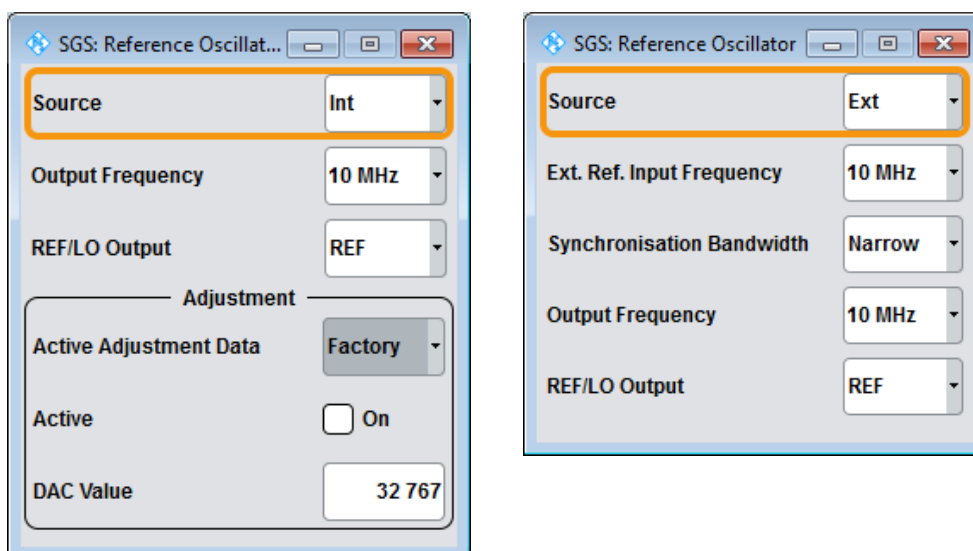 SGS: Reference Oscillat...
Source Int
Output Frequency 10 MHz
REF/LO Output REF
Adjustment
Active Adjustment Data Factory
Active On
DAC Value 32 767
SGS: Reference Oscillator
Source Ext
Ext. Ref. Input Frequency 10 MHz
Synchronisation Bandwidth Narrow
Output Frequency 10 MHz
REF/LO Output REF